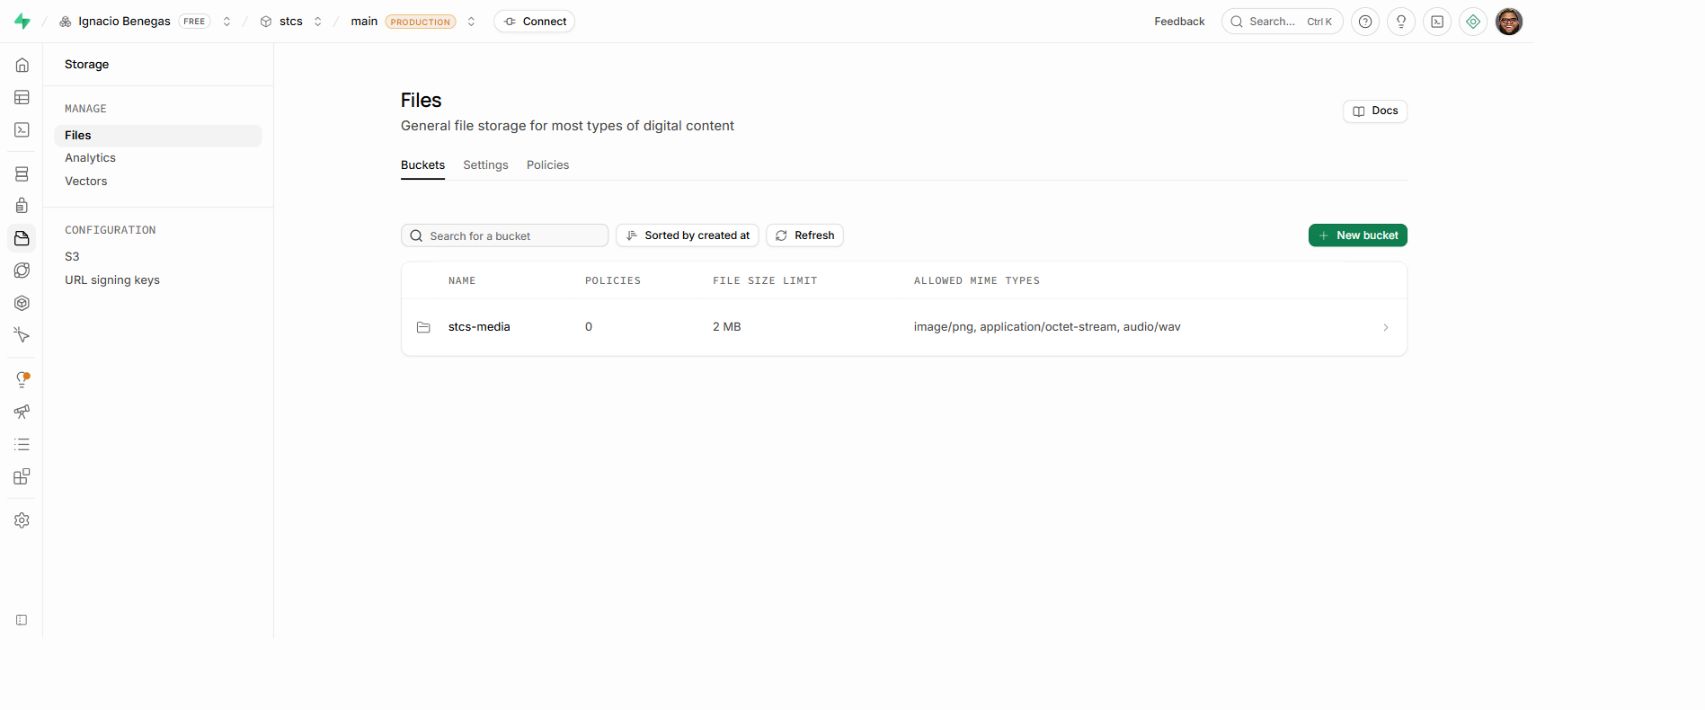 Ignacio Benegas FREE stcs main PRODUCTION Connect Feedback Search... Ctrl K
Storage
MANAGE
Files
Analytics
Vectors
CONFIGURATION
S3
URL signing keys
Files
General file storage for most types of digital content
Docs
Buckets Settings Policies
Search for a bucket Sorted by created at Refresh New bucket
NAME POLICIES FILE SIZE LIMIT ALLOWED MIME TYPES
stcs-media 0 2 MB image/png, application/octet-stream, audio/wav